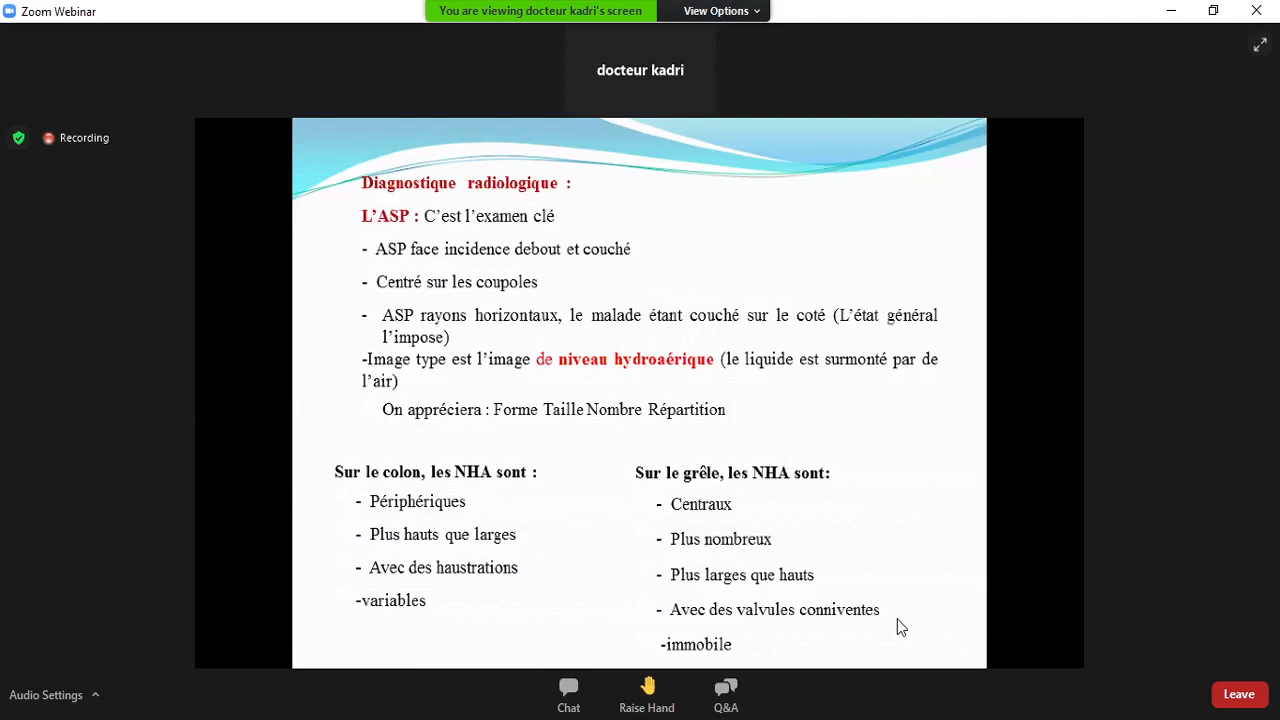 Zoom Webinar
You are viewing docteur kadri's screen
View Options
docteur kadri
Recording
Diagnostique radiologique :
L'ASP : C'est l'examen clé
- ASP face incidence debout et couché
- Centré sur les coupoles
- ASP rayons horizontaux, le malade étant couché sur le coté (L'état général
l'impose)
-Image type est l'image de niveau hydroaérique (le liquide est surmonté par de
l'air)
On appréciera : Forme Taille Nombre Répartition
Sur le colon, les NHA sont :
- Périphériques
- Plus hauts que larges
- Avec des haustrations
-variables
Sur le grêle, les NHA sont:
- Centraux
- Plus nombreux
- Plus larges que hauts
- Avec des valvules conniventes
-immobile
Audio Settings
Chat
Raise Hand
Q&A
Leave